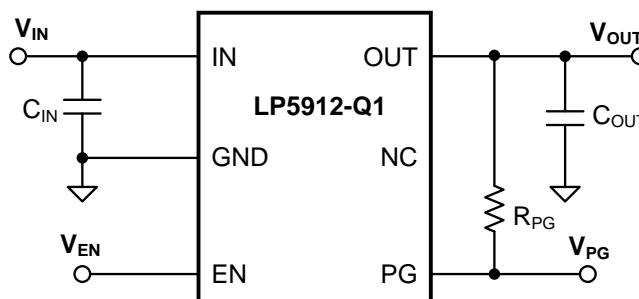 V_IN
V_OUT
IN
OUT
LP5912-Q1
C_IN
C_OUT
GND
NC
R_PG
V_EN
V_PG
EN
PG